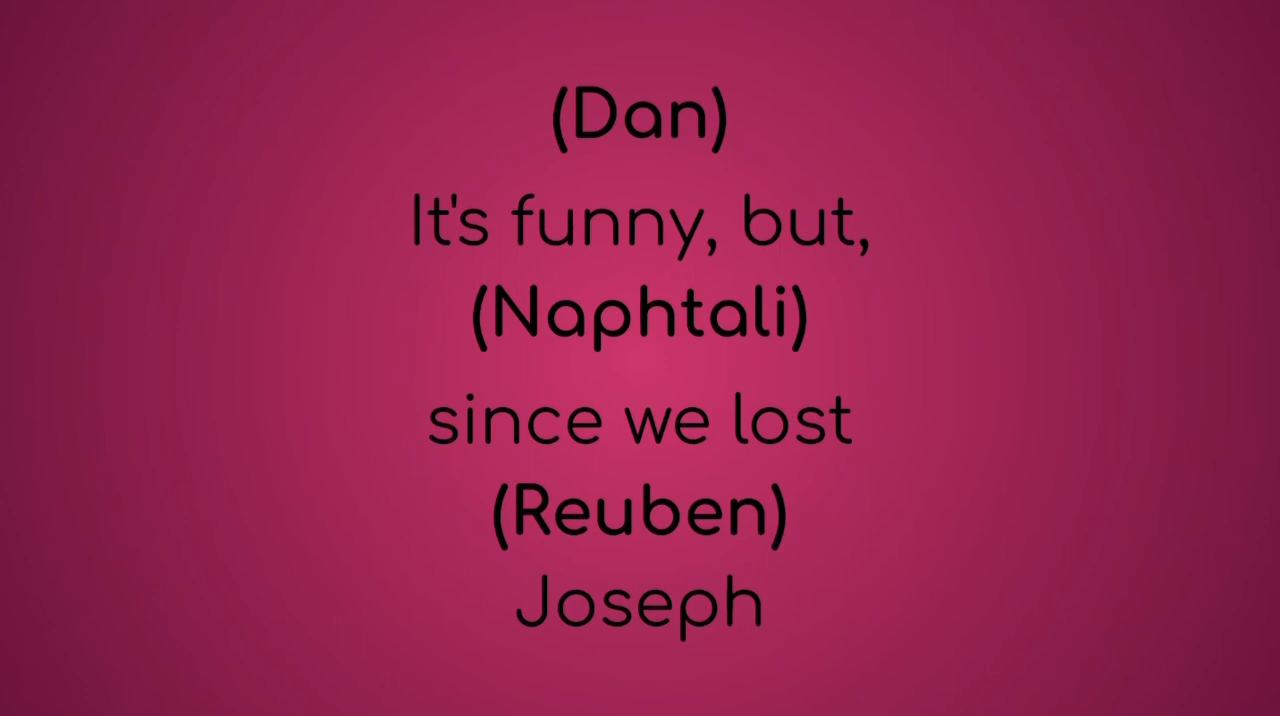 (Dan)
It's funny, but,
(Naphtali)
since we lost
(Reuben)
Joseph